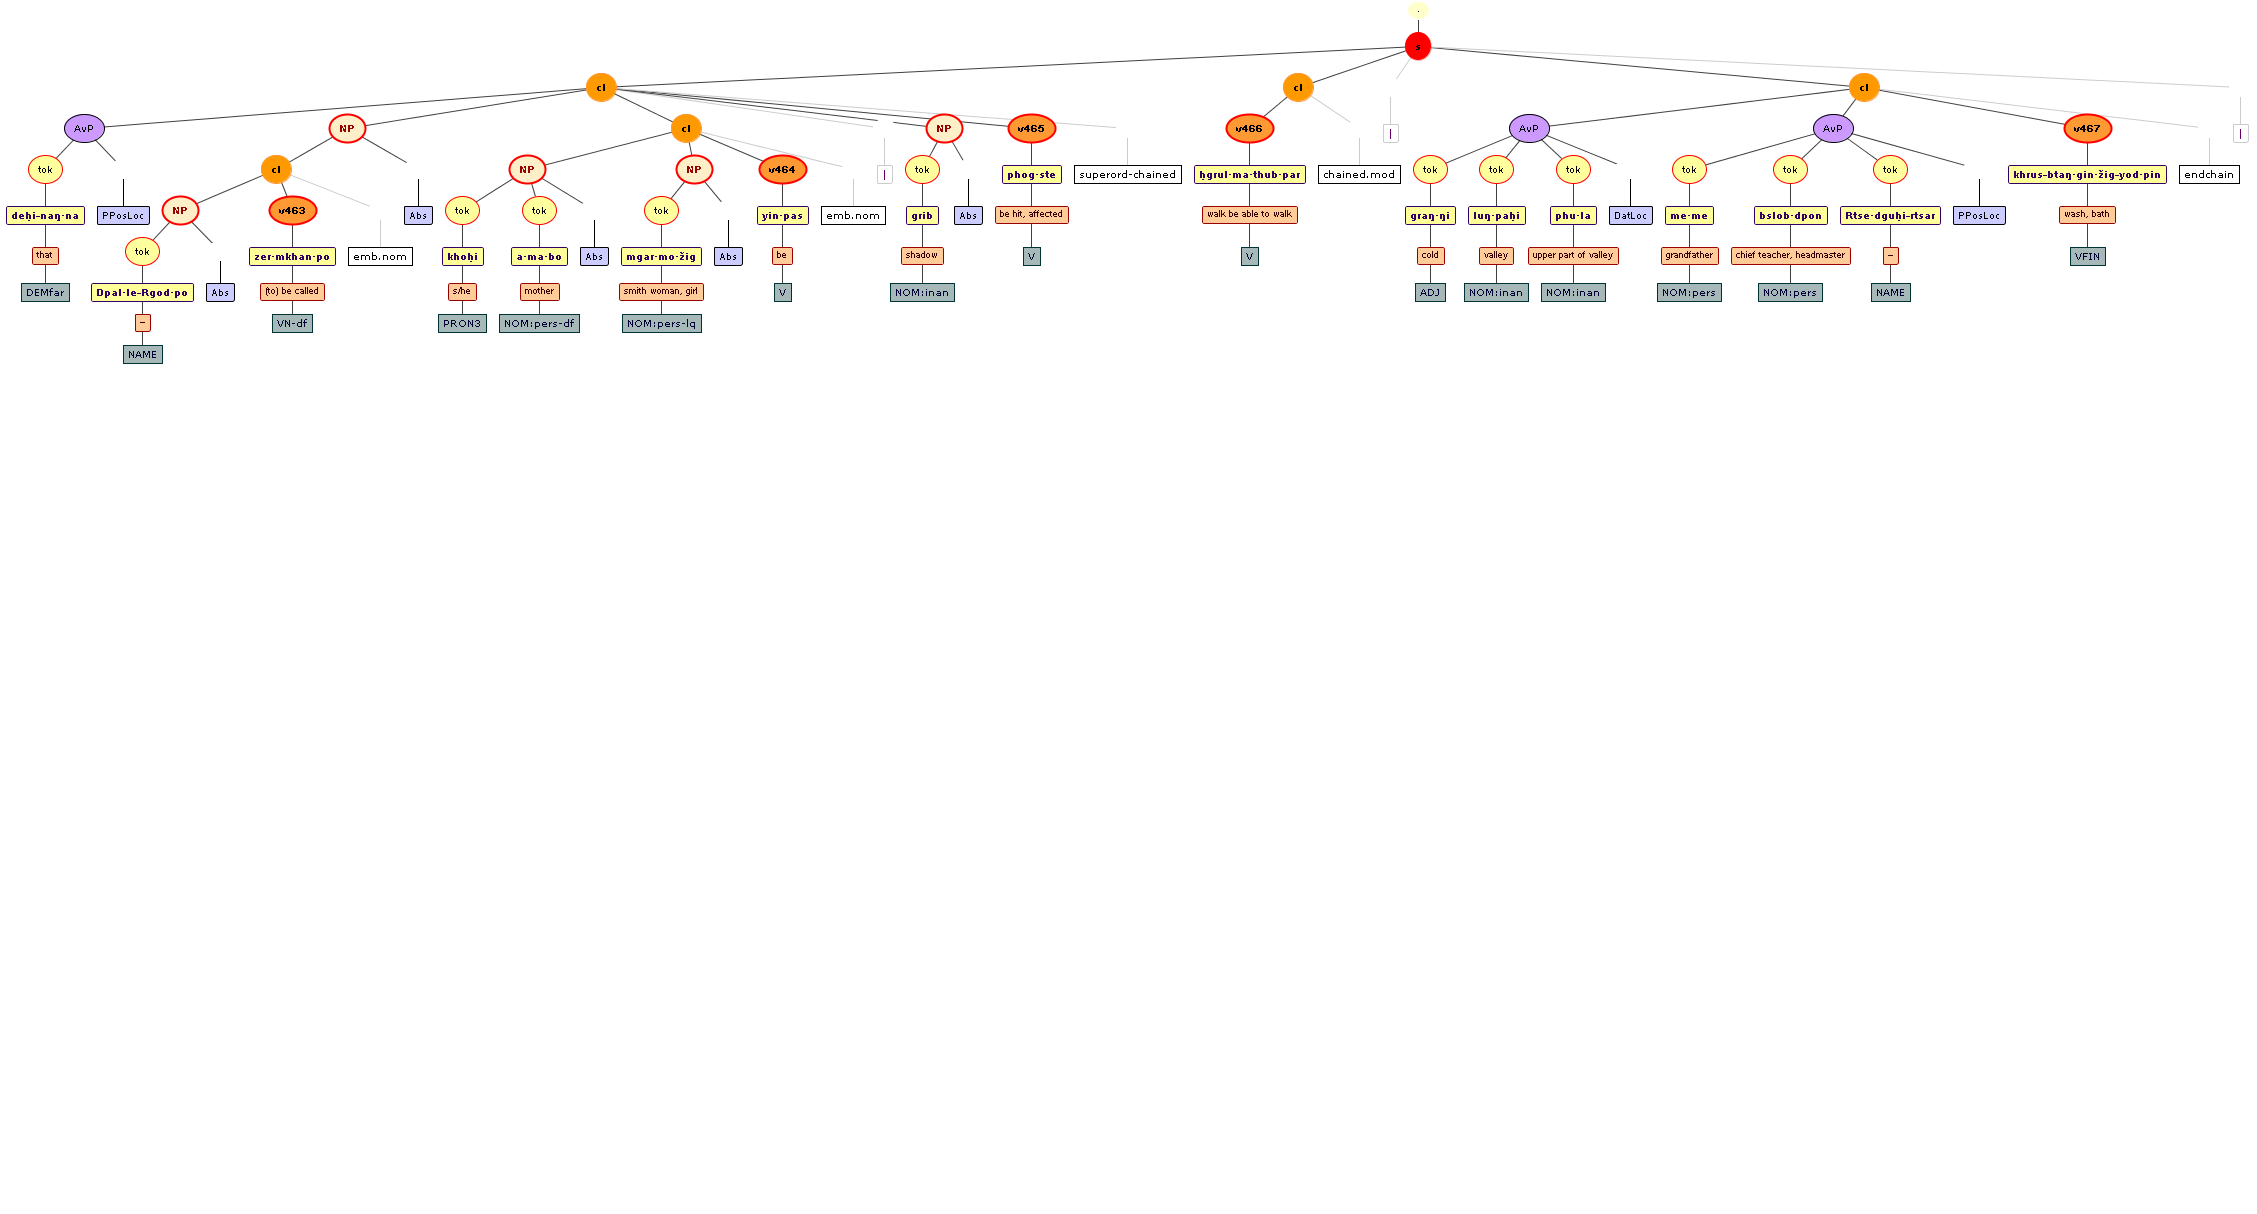 .
s
cl cl cl
AvP NP cl NP v465 v466 AvP AvP v467
| |
tok cl NP NP v464 | tok phog-ste superord-chained ḥgrul-ma-thub-par chained.mod tok tok tok tok tok tok khrus-btaŋ-gin-žig-yod-pin endchain
deḥi-naŋ-na PPosLoc NP v463 Abs tok tok tok yin-pas emb.nom grib Abs be hit, affected walk be able to walk graŋ-ŋi luŋ-paḥi phu-la DatLoc me-me bslob-dpon Rtse-dguḥi-rtsar PPosLoc wash, bath
that tok zer-mkhan-po emb.nom khoḥi a-ma-bo Abs mgar-mo-žig Abs be shadow V V cold valley upper part of valley grandfather chief teacher, headmaster – VFIN
DEMfar Dpal-le-Rgod-po Abs (to) be called s/he mother smith woman, girl V NOM:inan ADJ NOM:inan NOM:inan NOM:pers NOM:pers NAME
– VN-df PRON3 NOM:pers-df NOM:pers-lq
NAME